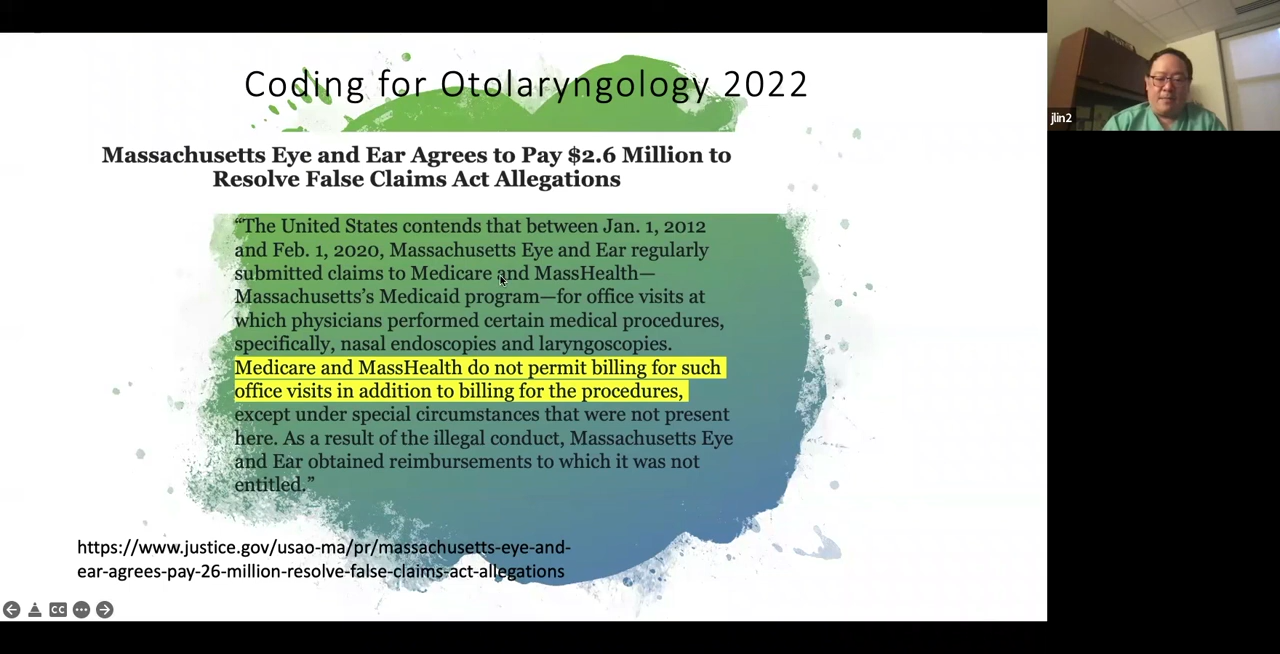 Coding for Otolaryngology 2022
Massachusetts Eye and Ear Agrees to Pay $2.6 Million to
Resolve False Claims Act Allegations
“The United States contends that between Jan. 1, 2012
and Feb. 1, 2020, Massachusetts Eye and Ear regularly
submitted claims to Medicare and MassHealth—
Massachusetts’s Medicaid program—for office visits at
which physicians performed certain medical procedures,
specifically, nasal endoscopies and laryngoscopies.
Medicare and MassHealth do not permit billing for such
office visits in addition to billing for the procedures,
except under special circumstances that were not present
here. As a result of the illegal conduct, Massachusetts Eye
and Ear obtained reimbursements to which it was not
entitled.”
https://www.justice.gov/usao-ma/pr/massachusetts-eye-and-
ear-agrees-pay-26-million-resolve-false-claims-act-allegations
CC
jlin2